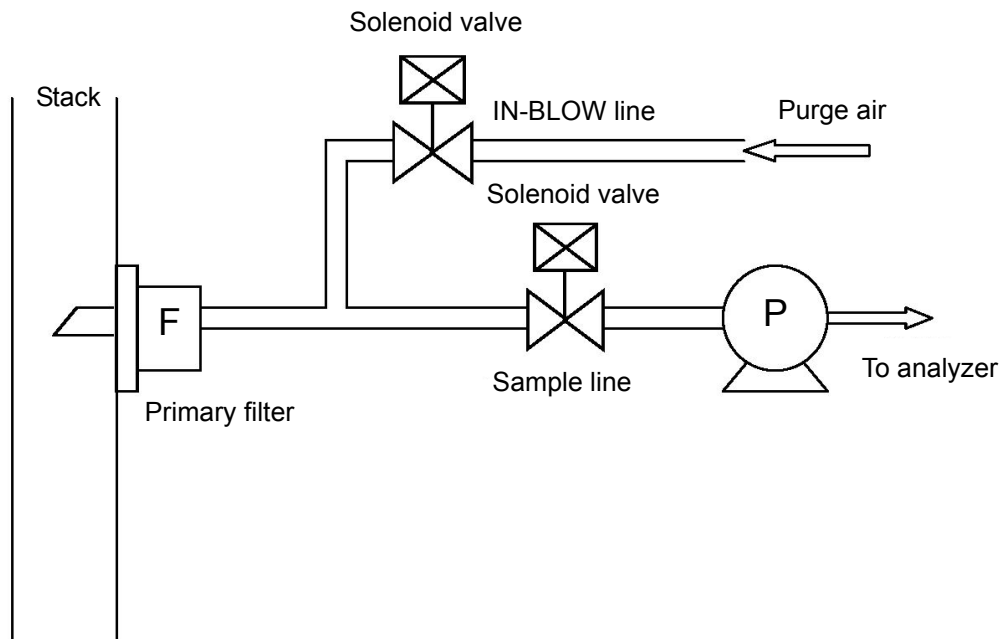 Solenoid valve
Stack
IN-BLOW line
Purge air
Solenoid valve
F
P
To analyzer
Sample line
Primary filter